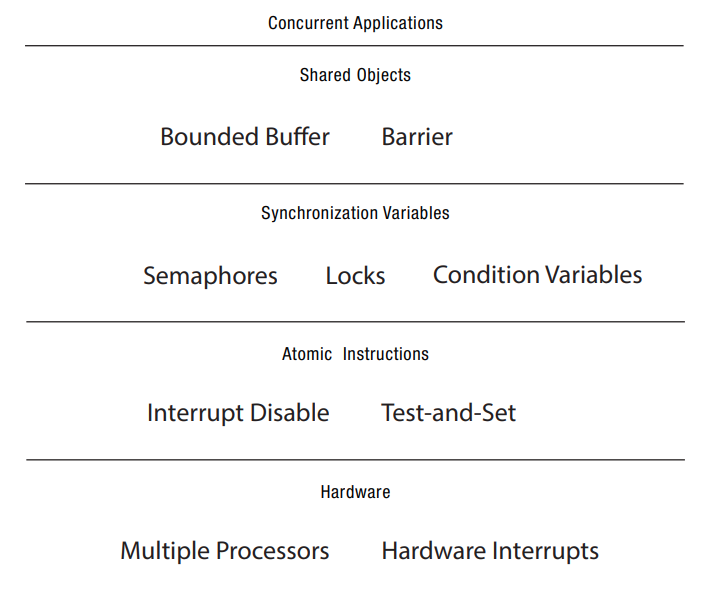 Concurrent Applications
Shared Objects
Bounded Buffer Barrier
Synchronization Variables
Semaphores Locks Condition Variables
Atomic Instructions
Interrupt Disable Test-and-Set
Hardware
Multiple Processors Hardware Interrupts